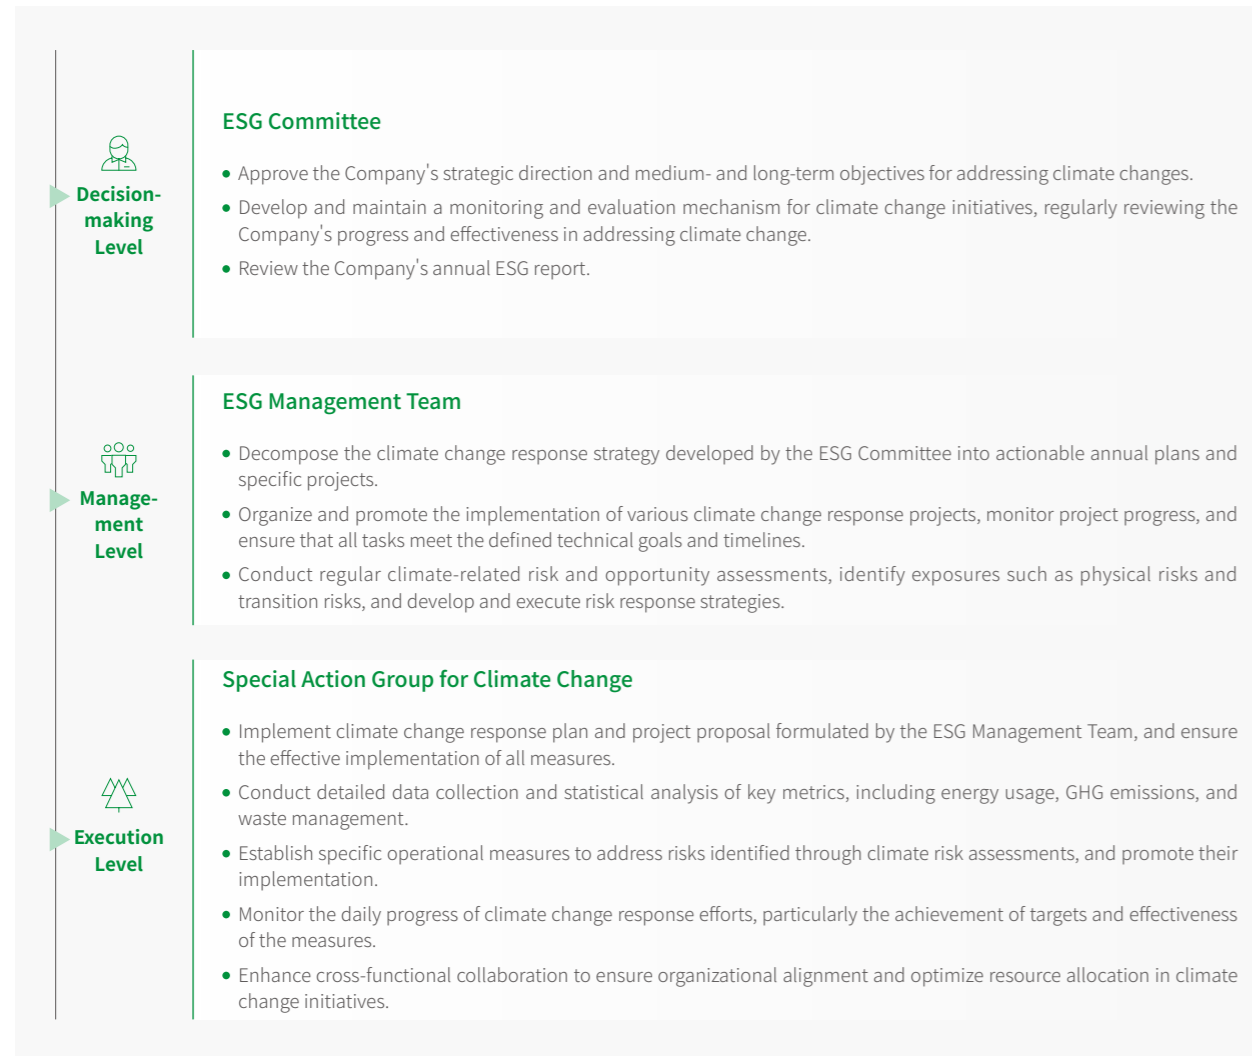 ESG Committee
• Approve the Company's strategic direction and medium- and long-term objectives for addressing climate changes.
Decision-
making
Level
• Develop and maintain a monitoring and evaluation mechanism for climate change initiatives, regularly reviewing the
Company's progress and effectiveness in addressing climate change.
• Review the Company's annual ESG report.
ESG Management Team
• Decompose the climate change response strategy developed by the ESG Committee into actionable annual plans and
specific projects.
Manage-
ment
Level
• Organize and promote the implementation of various climate change response projects, monitor project progress, and
ensure that all tasks meet the defined technical goals and timelines.
• Conduct regular climate-related risk and opportunity assessments, identify exposures such as physical risks and
transition risks, and develop and execute risk response strategies.
Special Action Group for Climate Change
• Implement climate change response plan and project proposal formulated by the ESG Management Team, and ensure
the effective implementation of all measures.
• Conduct detailed data collection and statistical analysis of key metrics, including energy usage, GHG emissions, and
waste management.
Execution
Level
• Establish specific operational measures to address risks identified through climate risk assessments, and promote their
implementation.
• Monitor the daily progress of climate change response efforts, particularly the achievement of targets and effectiveness
of the measures.
• Enhance cross-functional collaboration to ensure organizational alignment and optimize resource allocation in climate
change initiatives.